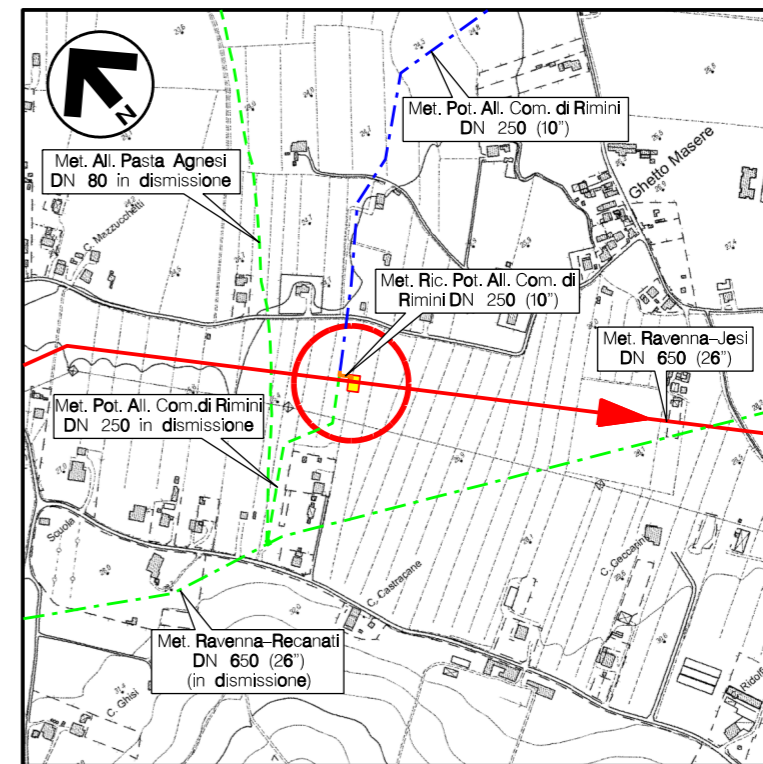 N
Met. Pot. All. Com. di Rimini
DN 250 (10")
Met. All. Pasta Agnesi
DN 80 in dismissione
Ghetto Masere
C. Mazzucchetti
Met. Ric. Pot. All. Com. di
Rimini DN 250 (10")
Met. Ravenna-Jesi
DN 650 (26")
Met. Pot. All. Com.di Rimini
DN 250 in dismissione
Scuola
C. Castracane
C. Ceccarini
Met. Ravenna-Recanati
DN 650 (26")
(in dismissione)
C. Ghisi
Ridolfi